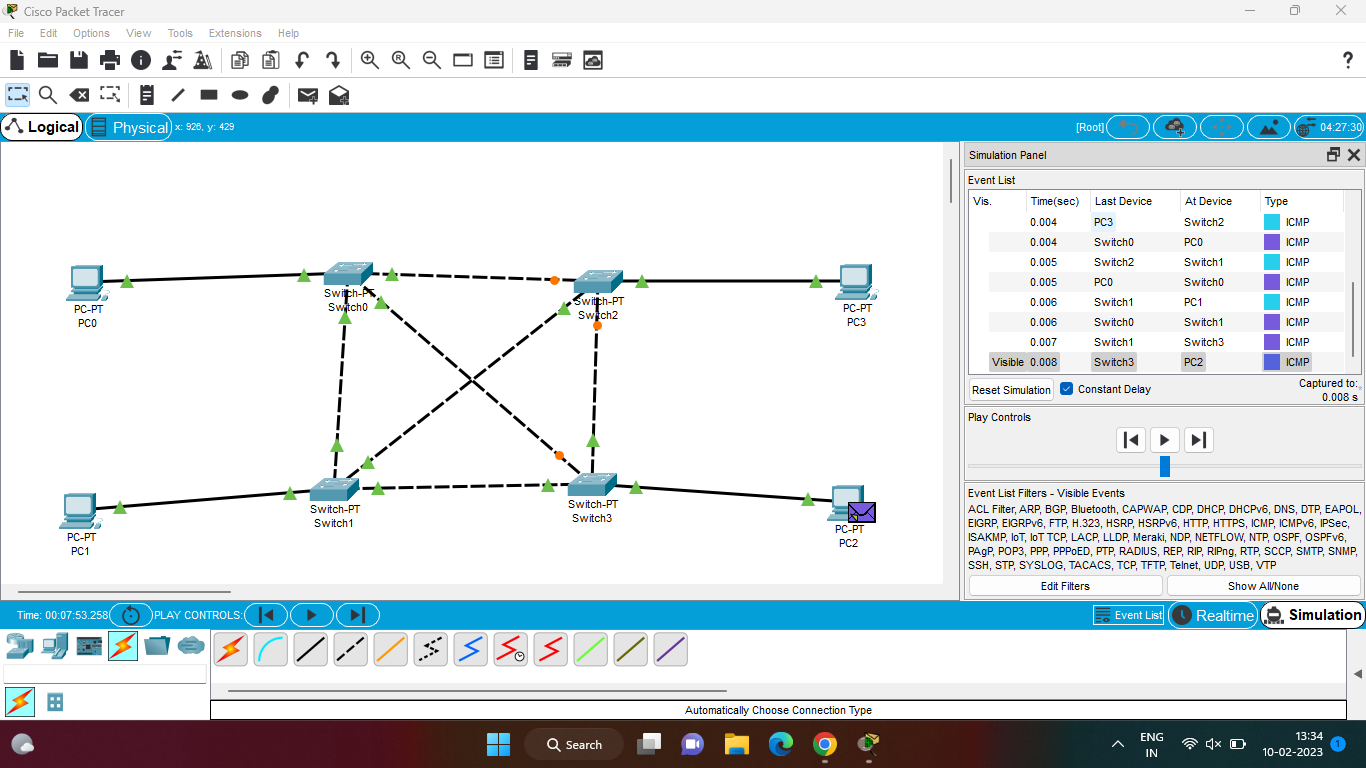 Cisco Packet Tracer
File Edit Options View Tools Extensions Help
?
Logical Physical x: 926, y: 429 [Root] 04:27:30
Simulation Panel
Event List
Vis. Time(sec) Last Device At Device Type
0.004 PC3 Switch2 ICMP
0.004 Switch0 PC0 ICMP
0.005 Switch2 Switch1 ICMP
0.005 PC0 Switch0 ICMP
0.006 Switch1 PC1 ICMP
0.006 Switch0 Switch1 ICMP
0.007 Switch1 Switch3 ICMP
Visible 0.008 Switch3 PC2 ICMP
Reset Simulation Constant Delay Captured to:
0.008 s
Play Controls
Event List Filters - Visible Events
ACL Filter, ARP, BGP, Bluetooth, CAPWAP, CDP, DHCP, DHCPv6, DNS, DTP, EAPOL,
EIGRP, EIGRPv6, FTP, H.323, HSRP, HSRPv6, HTTP, HTTPS, ICMP, ICMPv6, IPSec,
ISAKMP, IoT, IoT TCP, LACP, LLDP, Meraki, NDP, NETFLOW, NTP, OSPF, OSPFv6,
PAgP, POP3, PPP, PPPoED, PTP, RADIUS, REP, RIP, RIPng, RTP, SCCP, SMTP, SNMP,
SSH, STP, SYSLOG, TACACS, TCP, TFTP, Telnet, UDP, USB, VTP
Edit Filters Show All/None
PC-PT
PC0
Switch-PT
Switch0
Switch-PT
Switch2
PC-PT
PC3
PC-PT
PC1
Switch-PT
Switch1
Switch-PT
Switch3
PC-PT
PC2
Time: 00:07:53.258 PLAY CONTROLS: Event List Realtime Simulation
Automatically Choose Connection Type
Search
ENG
IN
13:34
10-02-2023
1